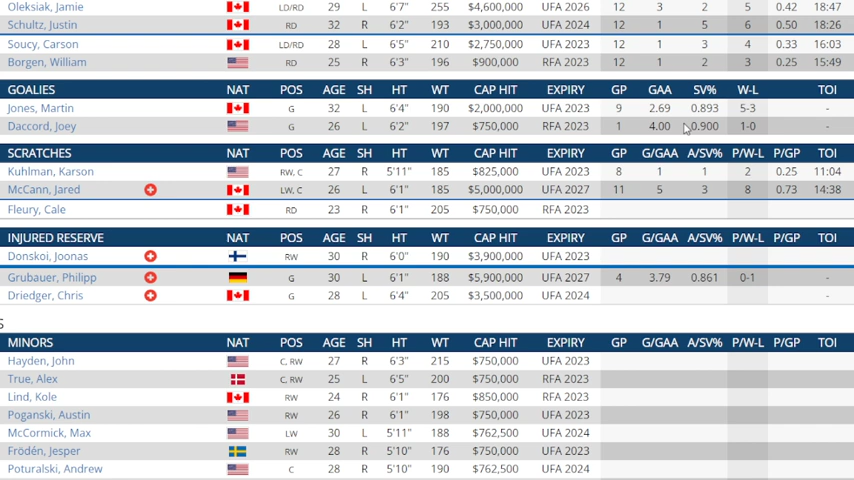 Oleksiak, Jamie LD/RD 29 L 6'7" 255 $4,600,000 UFA 2026 12 3 2 5 0.42 18:47
Schultz, Justin RD 32 R 6'2" 193 $3,000,000 UFA 2024 12 1 5 6 0.50 18:26
Soucy, Carson LD/RD 28 L 6'5" 210 $2,750,000 UFA 2023 12 1 3 4 0.33 16:03
Borgen, William RD 25 R 6'3" 196 $900,000 RFA 2023 12 1 2 3 0.25 15:49
GOALIES NAT POS AGE SH HT WT CAP HIT EXPIRY GP GAA SV% W-L TOI
Jones, Martin G 32 L 6'4" 190 $2,000,000 UFA 2023 9 2.69 0.893 5-3 -
Daccord, Joey G 26 L 6'2" 197 $750,000 RFA 2023 1 4.00 0.900 1-0 -
SCRATCHES NAT POS AGE SH HT WT CAP HIT EXPIRY GP G/GAA A/SV% P/W-L P/GP TOI
Kuhlman, Karson RW, C 27 R 5'11" 185 $825,000 RFA 2023 8 1 1 2 0.25 11:04
McCann, Jared LW, C 26 L 6'1" 185 $5,000,000 UFA 2027 11 5 3 8 0.73 14:38
Fleury, Cale RD 23 R 6'1" 205 $750,000 RFA 2023
INJURED RESERVE NAT POS AGE SH HT WT CAP HIT EXPIRY GP G/GAA A/SV% P/W-L P/GP TOI
Donskoi, Joonas RW 30 R 6'0" 190 $3,900,000 UFA 2023
Grubauer, Philipp G 30 L 6'1" 188 $5,900,000 UFA 2027 4 3.79 0.861 0-1 -
Driedger, Chris G 28 L 6'4" 205 $3,500,000 UFA 2024 -
S
MINORS NAT POS AGE SH HT WT CAP HIT EXPIRY GP G/GAA A/SV% P/W-L P/GP TOI
Hayden, John C, RW 27 R 6'3" 215 $750,000 UFA 2023
True, Alex C, RW 25 L 6'5" 200 $750,000 RFA 2023
Lind, Kole RW 24 R 6'1" 176 $850,000 RFA 2023
Poganski, Austin RW 26 R 6'1" 198 $750,000 UFA 2023
McCormick, Max LW 30 L 5'11" 188 $762,500 UFA 2024
Frödén, Jesper RW 28 R 5'10" 176 $750,000 UFA 2023
Poturalski, Andrew C 28 R 5'10" 190 $762,500 UFA 2024